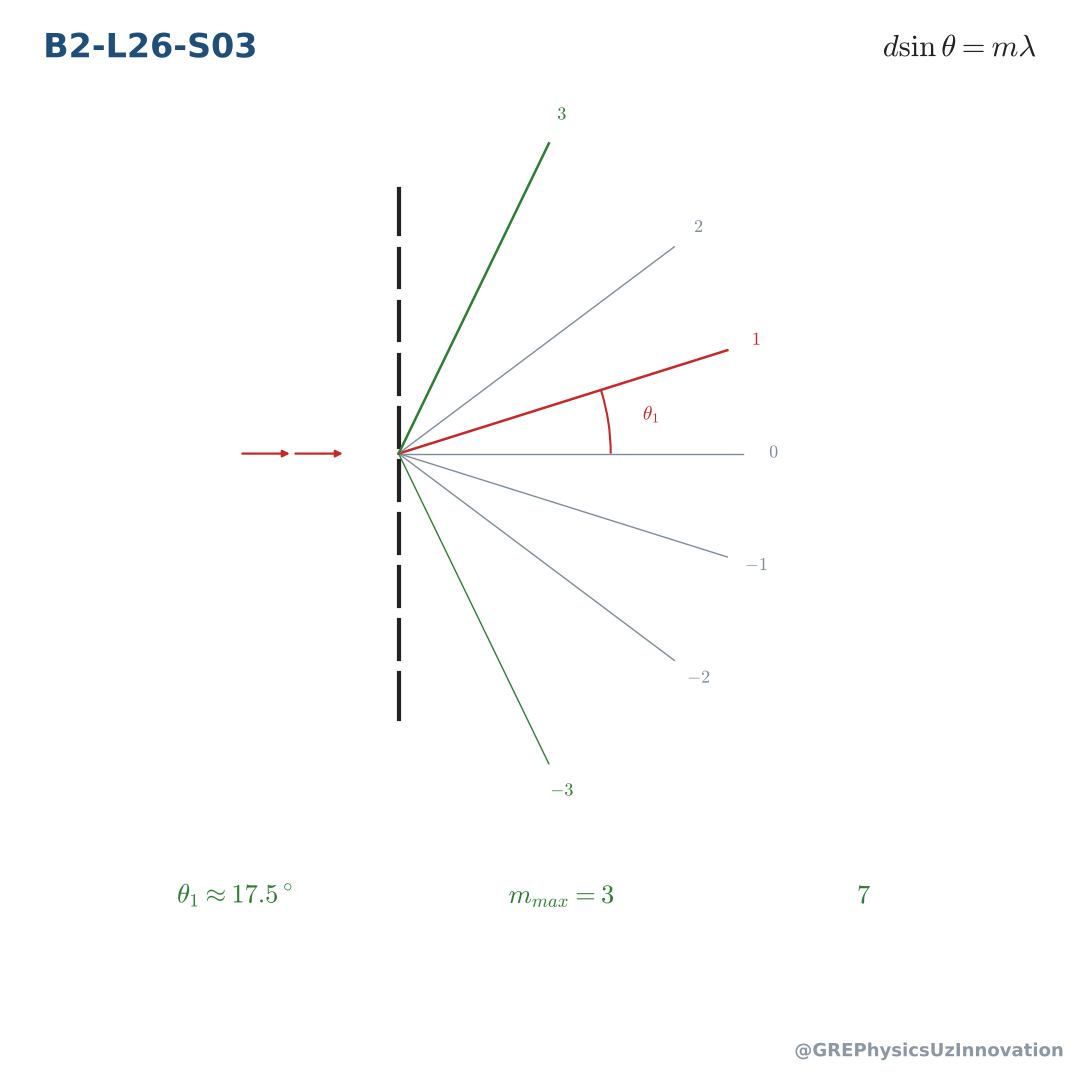 B2-L26-S03
d sin θ = mλ
3
2
1
θ₁
0
−1
−2
−3
θ₁ ≈ 17.5°
m_max = 3
7
@GREPhysicsUzInnovation